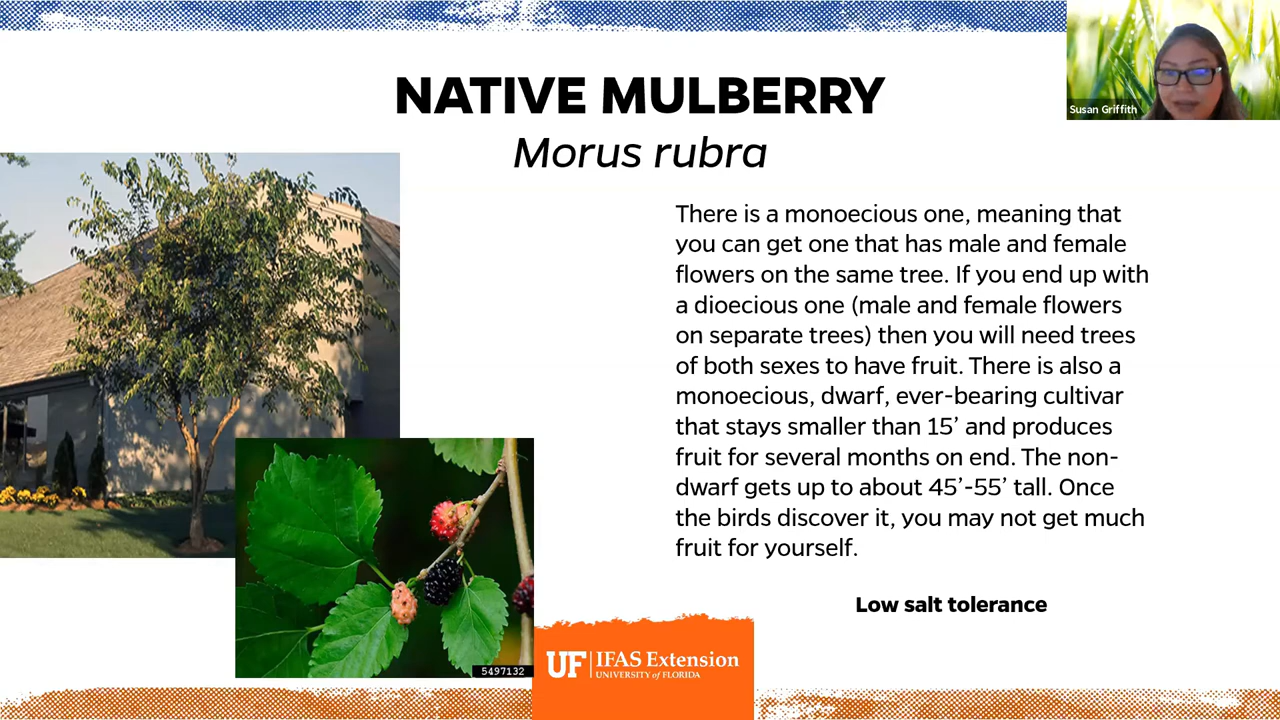 NATIVE MULBERRY
Morus rubra
Susan Griffith
There is a monoecious one, meaning that
you can get one that has male and female
flowers on the same tree. If you end up with
a dioecious one (male and female flowers
on separate trees) then you will need trees
of both sexes to have fruit. There is also a
monoecious, dwarf, ever-bearing cultivar
that stays smaller than 15’ and produces
fruit for several months on end. The non-
dwarf gets up to about 45’-55’ tall. Once
the birds discover it, you may not get much
fruit for yourself.
Low salt tolerance
5497132
UF IFAS Extension
UNIVERSITY of FLORIDA